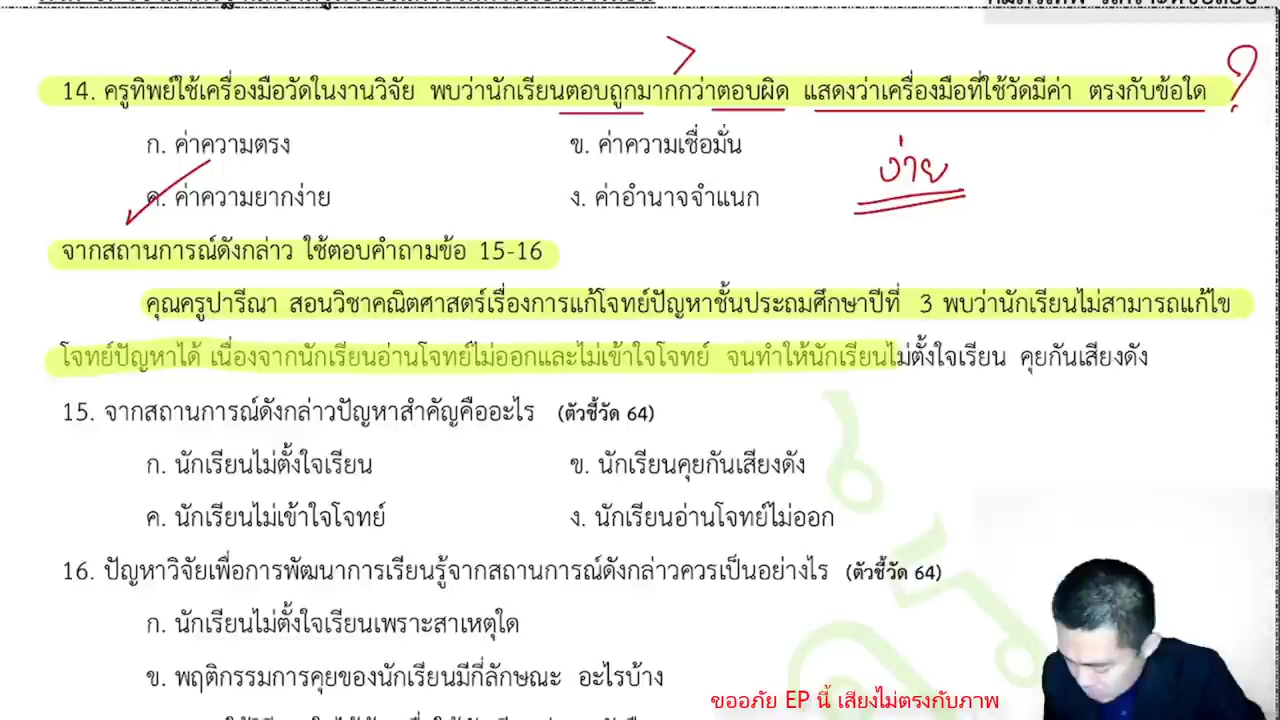 14. ครูทิพย์ใช้เครื่องมือวัดในงานวิจัย พบว่านักเรียนตอบถูกมากกว่าตอบผิด แสดงว่าเครื่องมือที่ใช้วัดมีค่า ตรงกับข้อใด ?
ก. ค่าความตรง ข. ค่าความเชื่อมั่น
ง่าย
ค. ค่าความยากง่าย ง. ค่าอำนาจจำแนก
จากสถานการณ์ดังกล่าว ใช้ตอบคำถามข้อ 15-16
คุณครูปารีณา สอนวิชาคณิตศาสตร์เรื่องการแก้โจทย์ปัญหาชั้นประถมศึกษาปีที่ 3 พบว่านักเรียนไม่สามารถแก้ไข
โจทย์ปัญหาได้ เนื่องจากนักเรียนอ่านโจทย์ไม่ออกและไม่เข้าใจโจทย์ จนทำให้นักเรียนไม่ตั้งใจเรียน คุยกันเสียงดัง
15. จากสถานการณ์ดังกล่าวปัญหาสำคัญคืออะไร (ตัวชี้วัด 64)
ก. นักเรียนไม่ตั้งใจเรียน ข. นักเรียนคุยกันเสียงดัง
ค. นักเรียนไม่เข้าใจโจทย์ ง. นักเรียนอ่านโจทย์ไม่ออก
16. ปัญหาวิจัยเพื่อการพัฒนาการเรียนรู้จากสถานการณ์ดังกล่าวควรเป็นอย่างไร (ตัวชี้วัด 64)
ก. นักเรียนไม่ตั้งใจเรียนเพราะสาเหตุใด
ข. พฤติกรรมการคุยของนักเรียนมีกี่ลักษณะ อะไรบ้าง
ขออภัย EP นี้ เสียงไม่ตรงกับภาพ